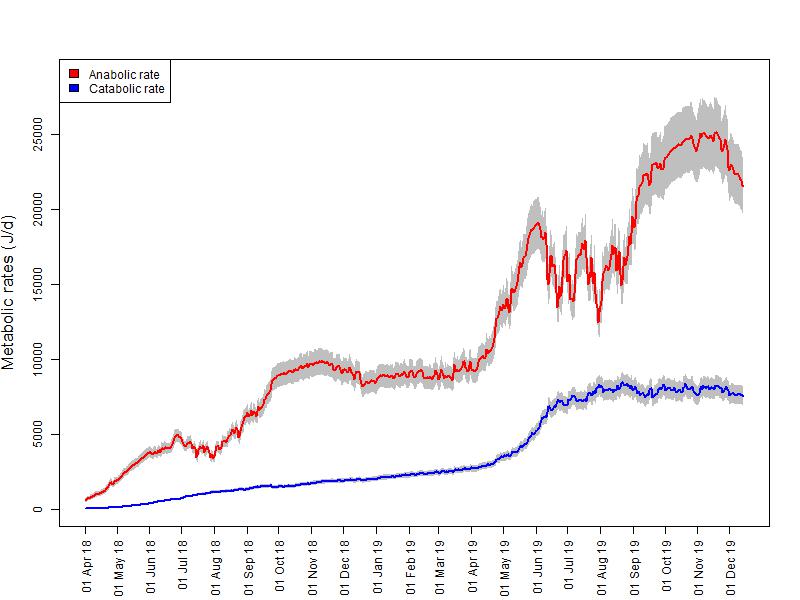 Anabolic rate
Catabolic rate
Metabolic rates (J/d)
25000
20000
15000
10000
5000
0
01 Apr 18
01 May 18
01 Jun 18
01 Jul 18
01 Aug 18
01 Sep 18
01 Oct 18
01 Nov 18
01 Dec 18
01 Jan 19
01 Feb 19
01 Mar 19
01 Apr 19
01 May 19
01 Jun 19
01 Jul 19
01 Aug 19
01 Sep 19
01 Oct 19
01 Nov 19
01 Dec 19